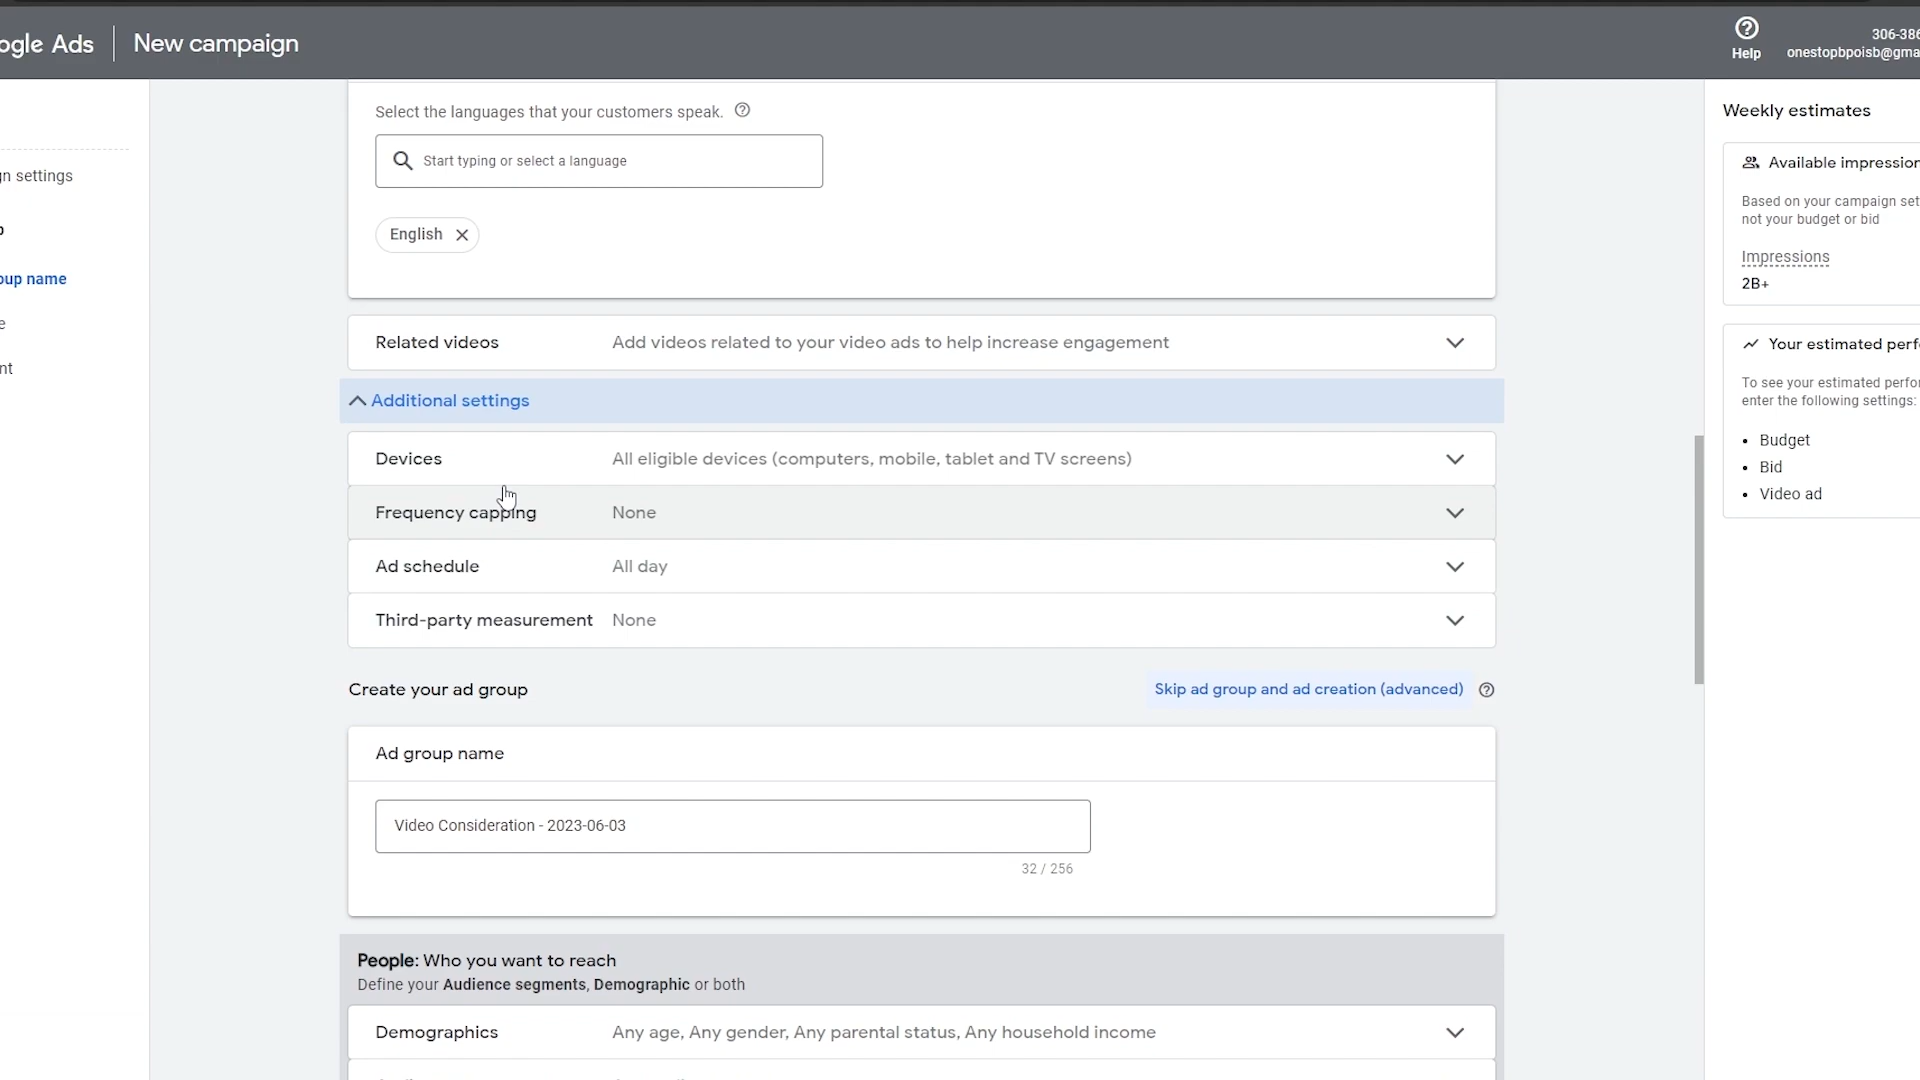 ogle Ads
New campaign
Help
306-386
onestopbpoisb@gma
gn settings
oup name
e
nt
Select the languages that your customers speak.
Start typing or select a language
English
Related videos Add videos related to your video ads to help increase engagement
Additional settings
Devices All eligible devices (computers, mobile, tablet and TV screens)
Frequency capping None
Ad schedule All day
Third-party measurement None
Create your ad group Skip ad group and ad creation (advanced)
Ad group name
Video Consideration - 2023-06-03
32 / 256
People: Who you want to reach
Define your Audience segments, Demographic or both
Demographics Any age, Any gender, Any parental status, Any household income
Weekly estimates
Available impression
Based on your campaign set
not your budget or bid
Impressions
2B+
Your estimated perfo
To see your estimated perfor
enter the following settings:
• Budget
• Bid
• Video ad